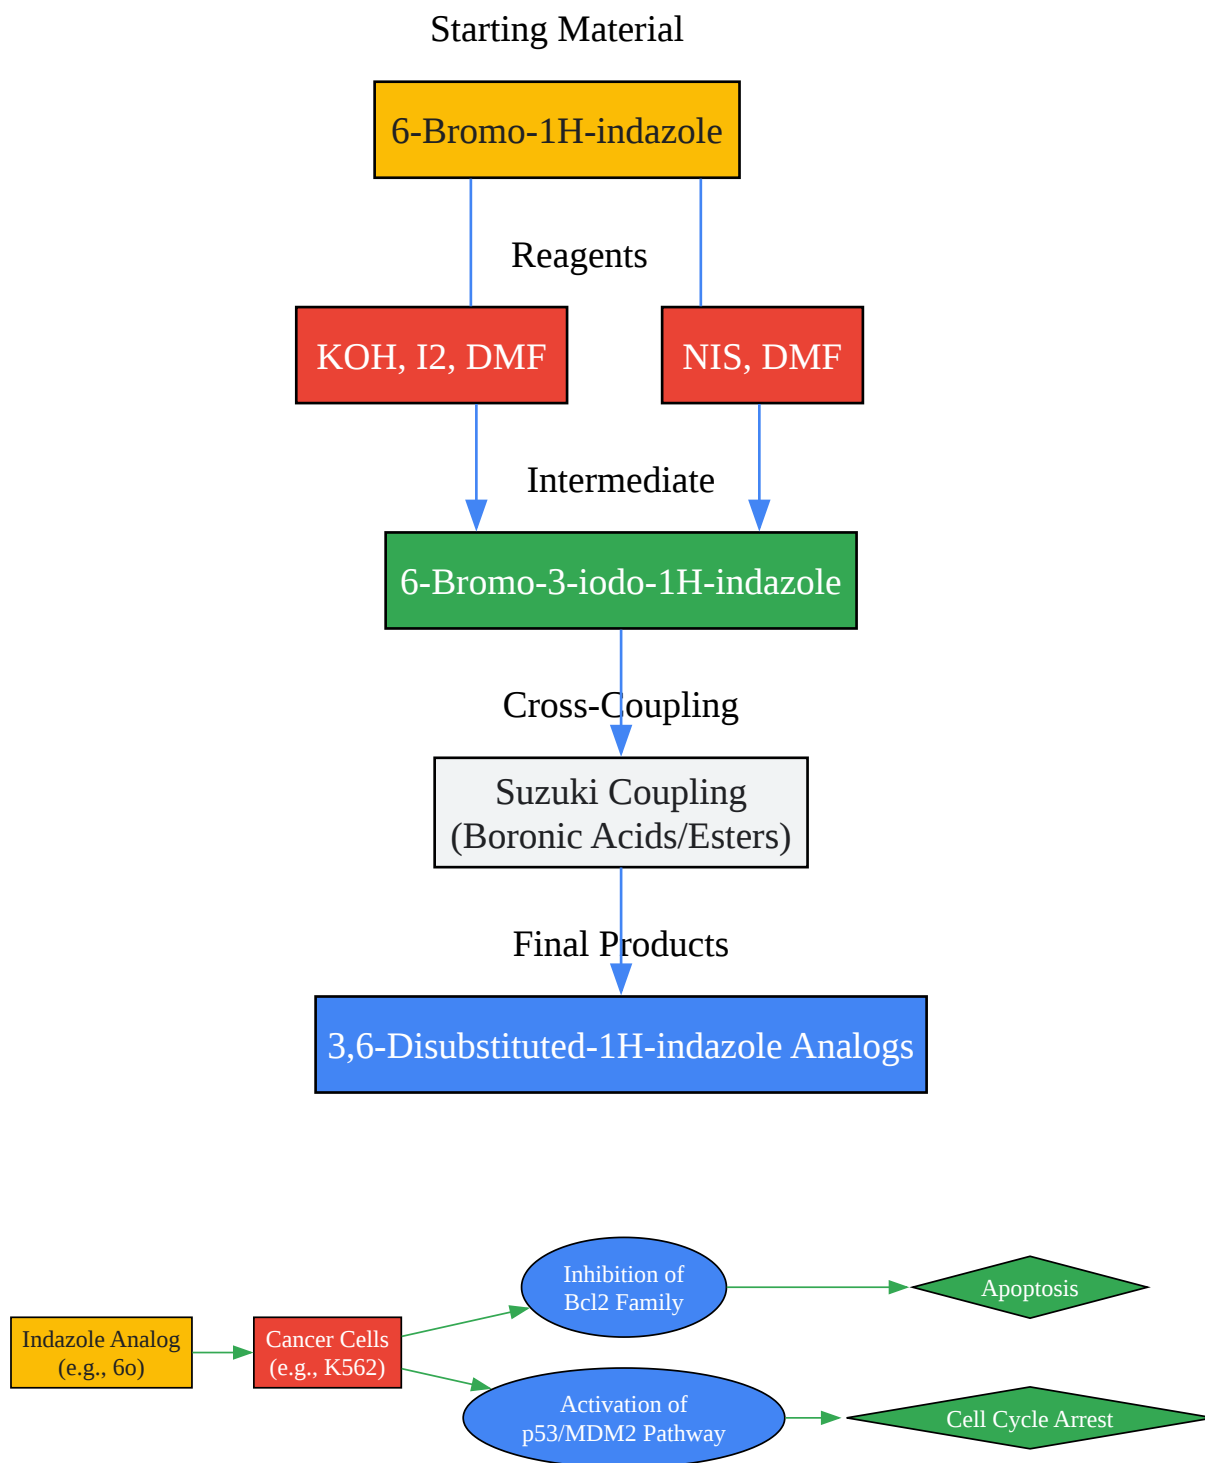 Starting Material
6-Bromo-1H-indazole
Reagents
KOH, I2, DMF
NIS, DMF
Intermediate
6-Bromo-3-iodo-1H-indazole
Cross-Coupling
Suzuki Coupling
(Boronic Acids/Esters)
Final Products
3,6-Disubstituted-1H-indazole Analogs
Indazole Analog
(e.g., 6o)
Cancer Cells
(e.g., K562)
Inhibition of
Bcl2 Family
Apoptosis
Activation of
p53/MDM2 Pathway
Cell Cycle Arrest